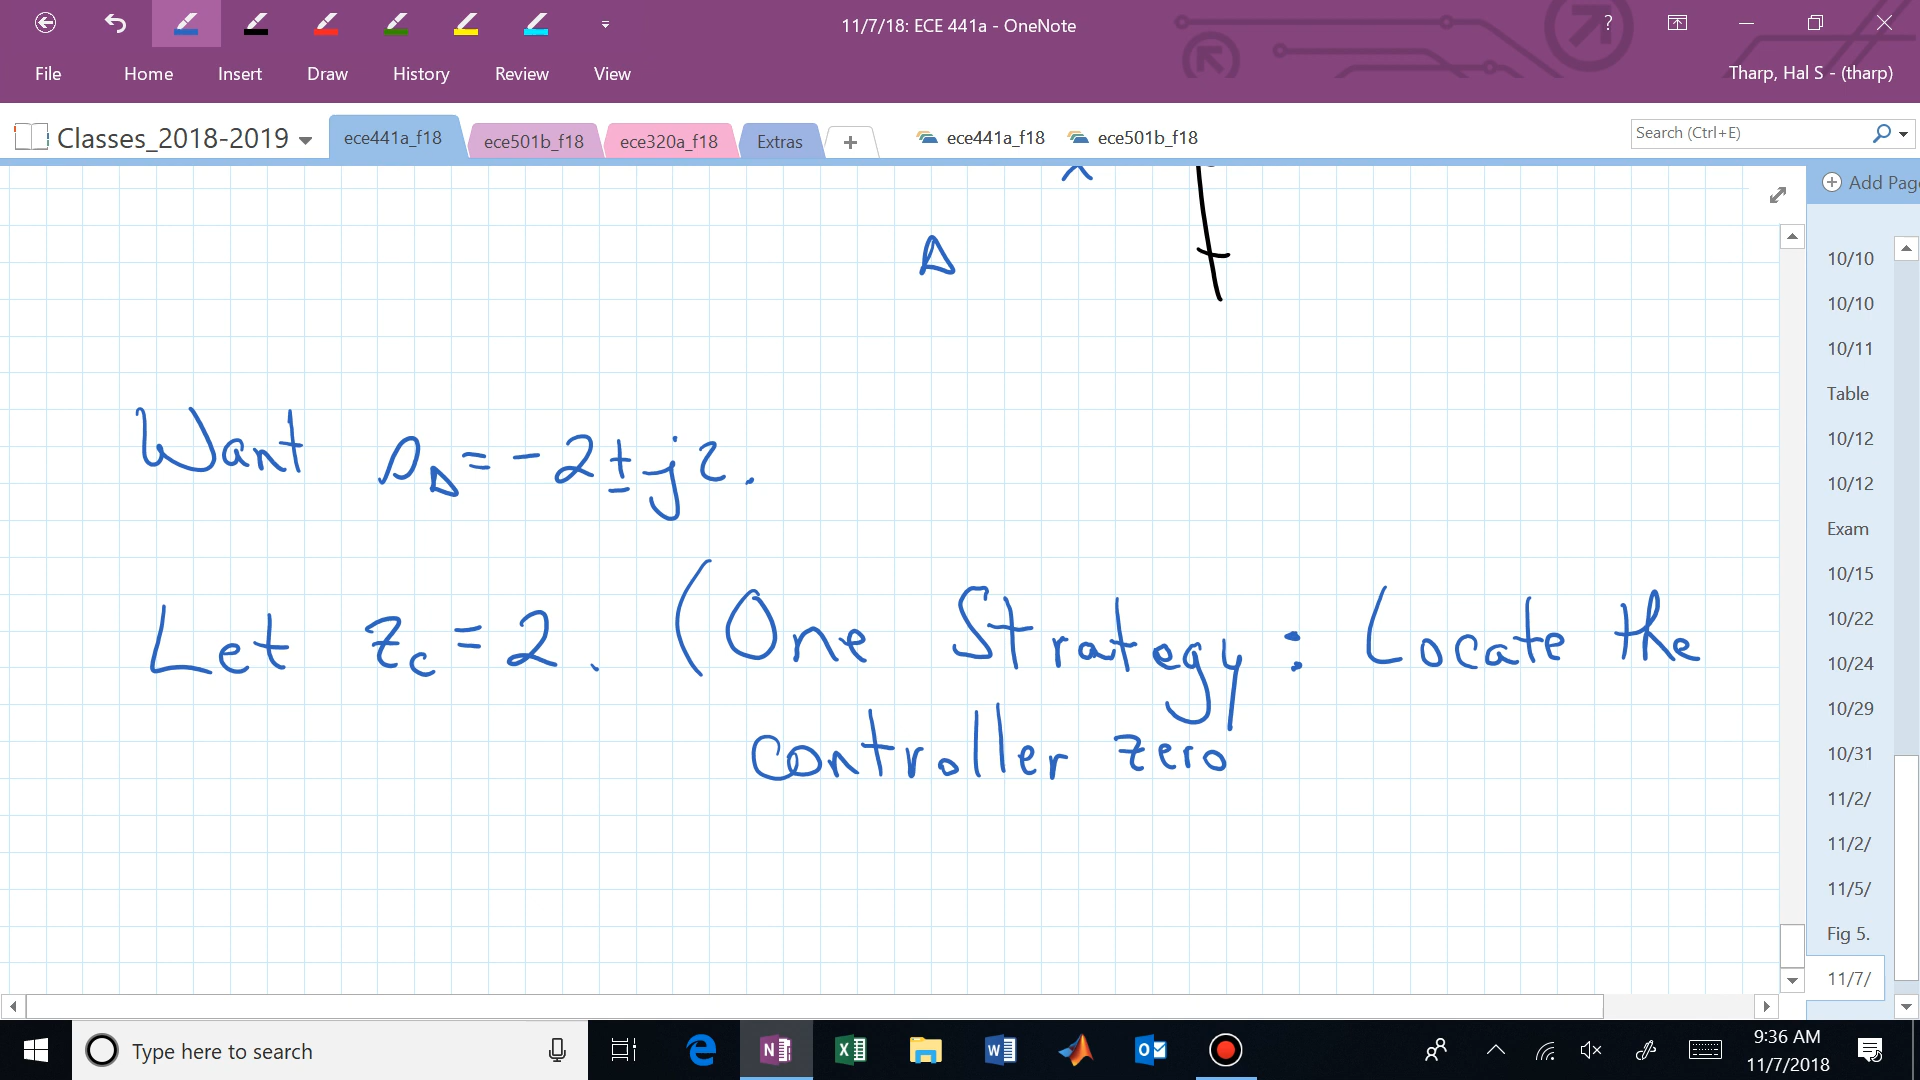 11/7/18: ECE 441a - OneNote
?
File Home Insert Draw History Review View
Tharp, Hal S - (tharp)
Classes_2018-2019
ece441a_f18
ece501b_f18
ece320a_f18
Extras
+
ece441a_f18
ece501b_f18
Search (Ctrl+E)
x
Δ
Want s_Δ = -2 ± j2.
Let z_c = 2. (One Strategy: Locate the
controller zero
Add Page
10/10
10/10
10/11
Table
10/12
10/12
Exam
10/15
10/22
10/24
10/29
10/31
11/2/
11/2/
11/5/
Fig 5.
11/7/
Type here to search
9:36 AM
11/7/2018